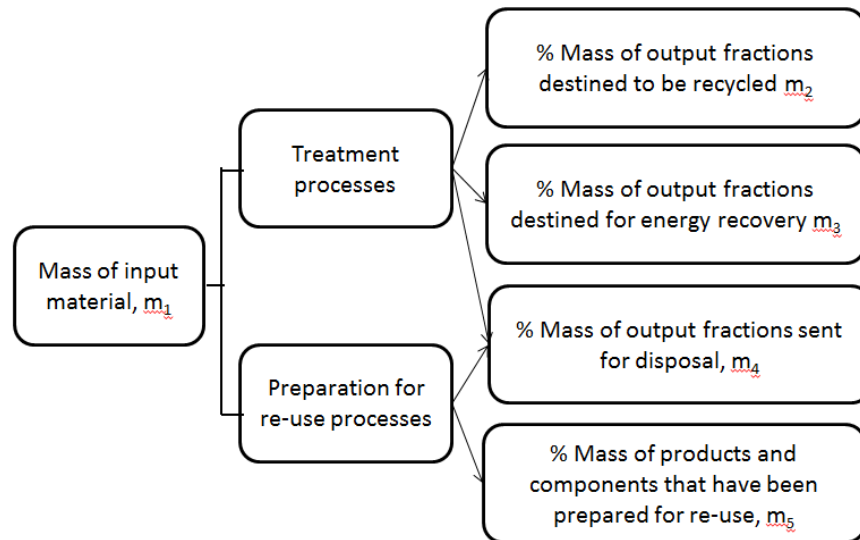 % Mass of output fractions
destined to be recycled m₂
Treatment
processes
% Mass of output fractions
destined for energy recovery m₃
Mass of input
material, m₁
% Mass of output fractions sent
for disposal, m₄
Preparation for
re-use processes
% Mass of products and
components that have been
prepared for re-use, m₅